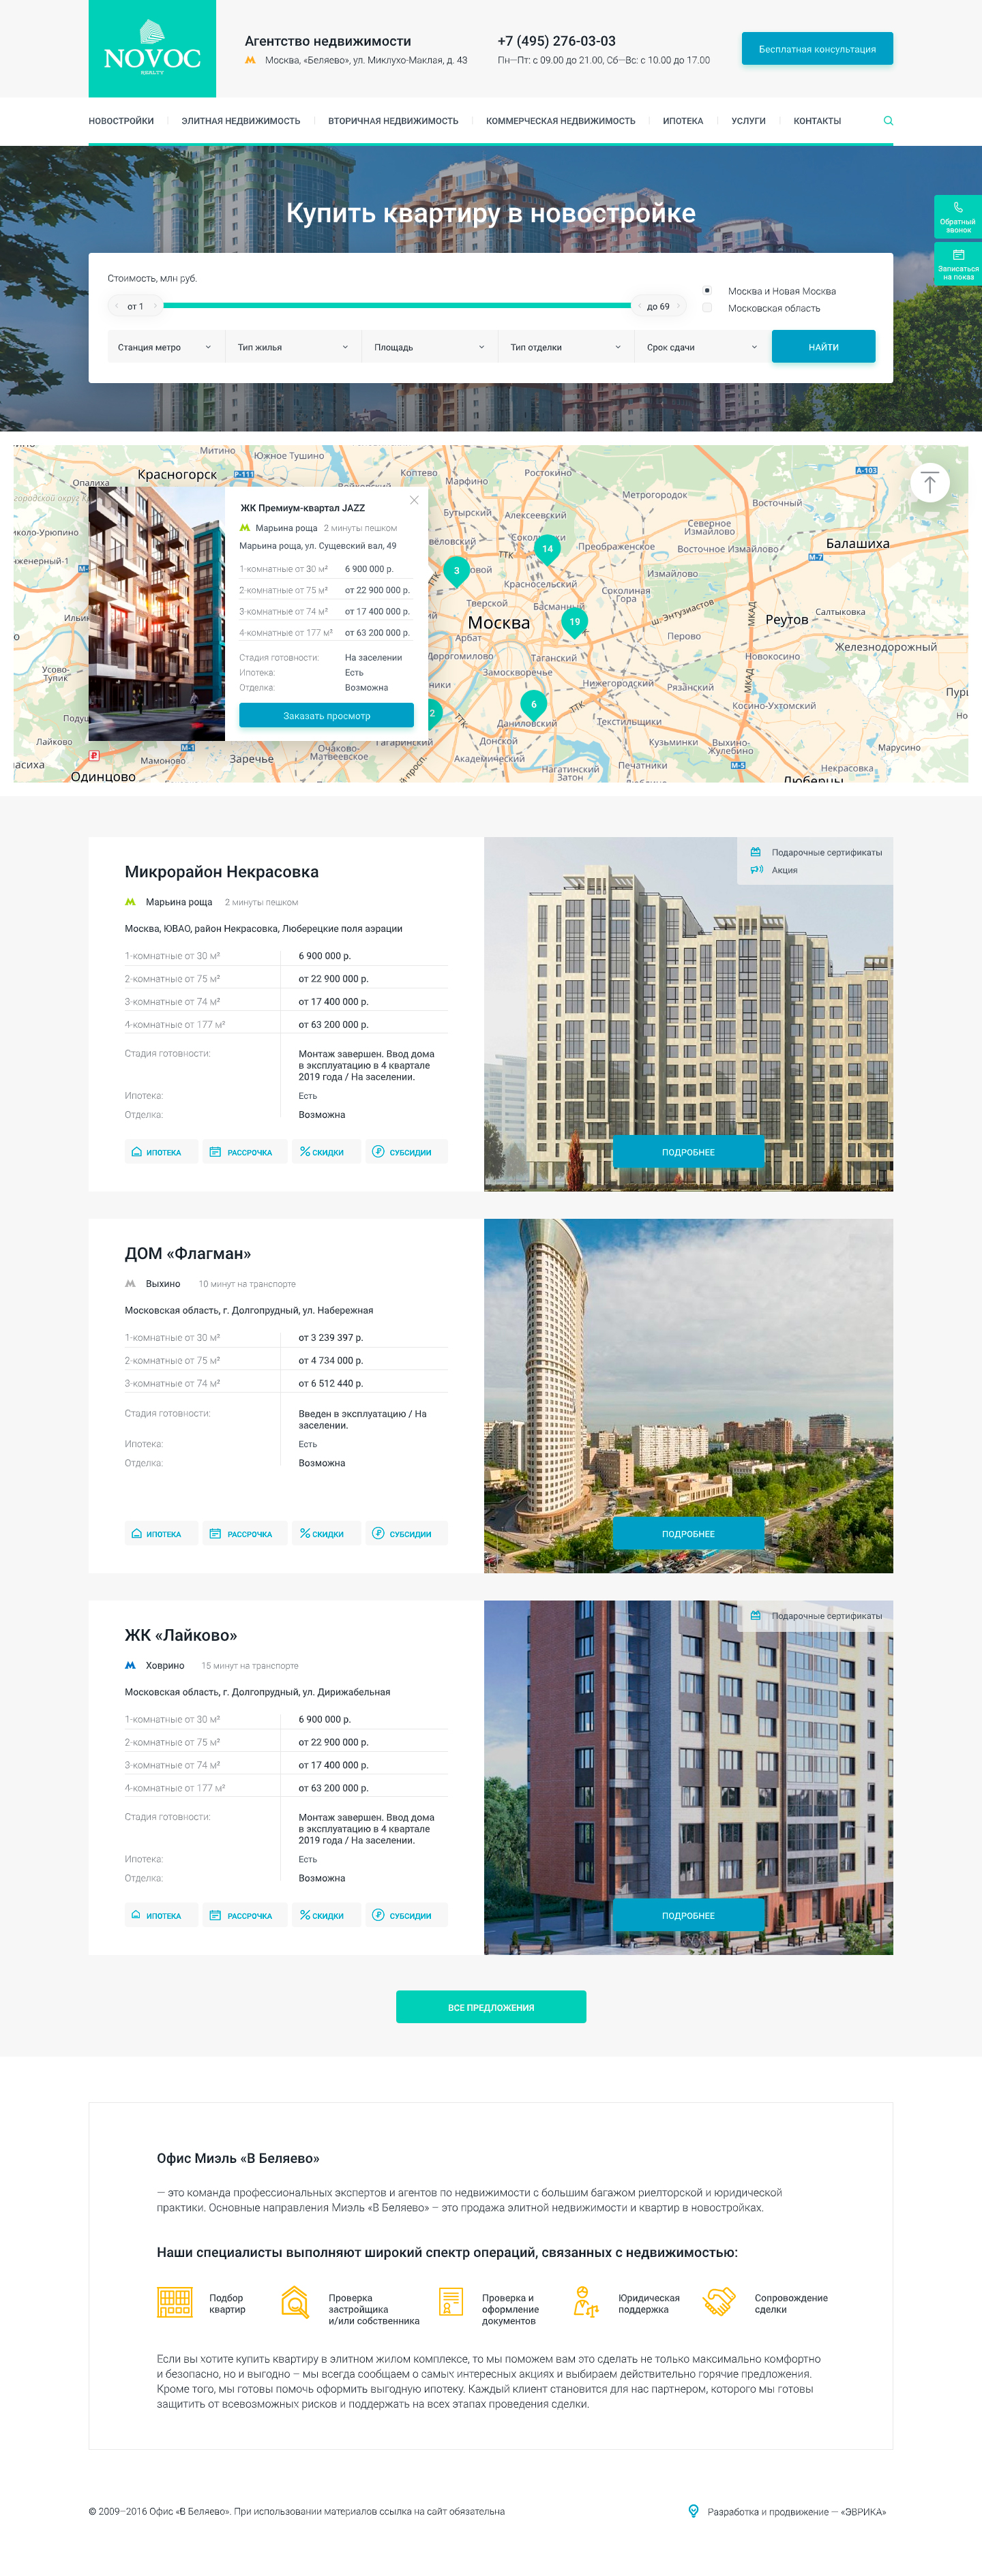 NOVOC
REALTY
Агентство недвижимости
Москва, «Беляево», ул. Миклухо-Маклая, д. 43
+7 (495) 276-03-03
Пн—Пт: с 09.00 до 21.00, Сб—Вс: с 10.00 до 17.00
Бесплатная консультация
НОВОСТРОЙКИ
ЭЛИТНАЯ НЕДВИЖИМОСТЬ
ВТОРИЧНАЯ НЕДВИЖИМОСТЬ
КОММЕРЧЕСКАЯ НЕДВИЖИМОСТЬ
ИПОТЕКА
УСЛУГИ
КОНТАКТЫ
Купить квартиру в новостройке
Обратный
звонок
Записаться
на показ
Стоимость, млн руб.
от 1
до 69
Москва и Новая Москва
Московская область
Станция метро
Тип жилья
Площадь
Тип отделки
Срок сдачи
НАЙТИ
Митино
Южное Тушино
Красногорск
Р-111
Опалиха
Коптево
Марфино
Ростокино
Метрогородок
А-103
Восточный
Бутырский
Алексеевский
Северное
Измайлово
Преображенское
Восточное Измайлово
Балашиха
М-7
ТТК
Красносельский
Измайлово
Соколиная
Гора
Тверской
Басманный
ш. Энтузиастов
МКАД
Салтыковка
Реутов
Москва
Арбат
Перово
Железнодорожный
Дорогомилово
Таганский
Новокосино
Замоскворечье
Нижегородский
Рязанский
МКАД
Косино-Ухтомский
ТТК
Даниловский
Текстильщики
ТТК
Донской
Кузьминки
Выхино-
Жулебино
Марусино
Гагаринский
Академический
Печатники
М-5
Некрасовка
Нагатинский
Затон
Люберцы
Усово-
Тупик
Лайково
М-1
Мамоново
Заречье
Очаково-
Матвеевское
Одинцово
14
3
19
6
2
ЖК Премиум-квартал JAZZ
Марьина роща 2 минуты пешком
Марьина роща, ул. Сущевский вал, 49
1-комнатные от 30 м² 6 900 000 р.
2-комнатные от 75 м² от 22 900 000 р.
3-комнатные от 74 м² от 17 400 000 р.
4-комнатные от 177 м² от 63 200 000 р.
Стадия готовности: На заселении
Ипотека: Есть
Отделка: Возможна
Заказать просмотр
Микрорайон Некрасовка
Марьина роща 2 минуты пешком
Москва, ЮВАО, район Некрасовка, Люберецкие поля аэрации
1-комнатные от 30 м² 6 900 000 р.
2-комнатные от 75 м² от 22 900 000 р.
3-комнатные от 74 м² от 17 400 000 р.
4-комнатные от 177 м² от 63 200 000 р.
Стадия готовности: Монтаж завершен. Ввод дома
в эксплуатацию в 4 квартале
2019 года / На заселении.
Ипотека: Есть
Отделка: Возможна
ИПОТЕКА
РАССРОЧКА
СКИДКИ
СУБСИДИИ
Подарочные сертификаты
Акция
ПОДРОБНЕЕ
ДОМ «Флагман»
Выхино 10 минут на транспорте
Московская область, г. Долгопрудный, ул. Набережная
1-комнатные от 30 м² от 3 239 397 р.
2-комнатные от 75 м² от 4 734 000 р.
3-комнатные от 74 м² от 6 512 440 р.
Стадия готовности: Введен в эксплуатацию / На
заселении.
Ипотека: Есть
Отделка: Возможна
ИПОТЕКА
РАССРОЧКА
СКИДКИ
СУБСИДИИ
ПОДРОБНЕЕ
ЖК «Лайково»
Ховрино 15 минут на транспорте
Московская область, г. Долгопрудный, ул. Дирижабельная
1-комнатные от 30 м² 6 900 000 р.
2-комнатные от 75 м² от 22 900 000 р.
3-комнатные от 74 м² от 17 400 000 р.
4-комнатные от 177 м² от 63 200 000 р.
Стадия готовности: Монтаж завершен. Ввод дома
в эксплуатацию в 4 квартале
2019 года / На заселении.
Ипотека: Есть
Отделка: Возможна
ИПОТЕКА
РАССРОЧКА
СКИДКИ
СУБСИДИИ
Подарочные сертификаты
ПОДРОБНЕЕ
ВСЕ ПРЕДЛОЖЕНИЯ
Офис Миэль «В Беляево»
— это команда профессиональных экспертов и агентов по недвижимости с большим багажом риелторской и юридической
практики. Основные направления Миэль «В Беляево» – это продажа элитной недвижимости и квартир в новостройках.
Наши специалисты выполняют широкий спектр операций, связанных с недвижимостью:
Подбор
квартир
Проверка
застройщика
и/или собственника
Проверка и
оформление
документов
Юридическая
поддержка
Сопровождение
сделки
Если вы хотите купить квартиру в элитном жилом комплексе, то мы поможем вам это сделать не только максимально комфортно
и безопасно, но и выгодно – мы всегда сообщаем о самых интересных акциях и выбираем действительно горячие предложения.
Кроме того, мы готовы помочь оформить выгодную ипотеку. Каждый клиент становится для нас партнером, которого мы готовы
защитить от всевозможных рисков и поддержать на всех этапах проведения сделки.
© 2009–2016 Офис «В Беляево». При использовании материалов ссылка на сайт обязательна
Разработка и продвижение — «ЭВРИКА»